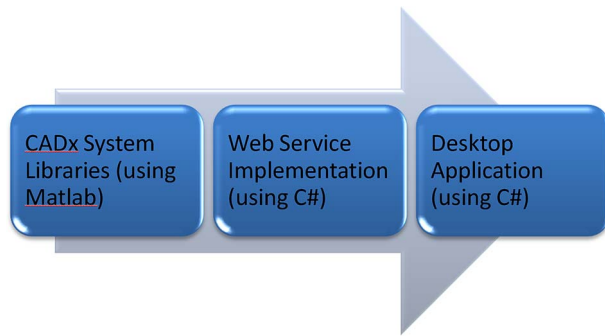 CADx System
Libraries (using
Matlab)
Web Service
Implementation
(using C#)
Desktop
Application
(using C#)